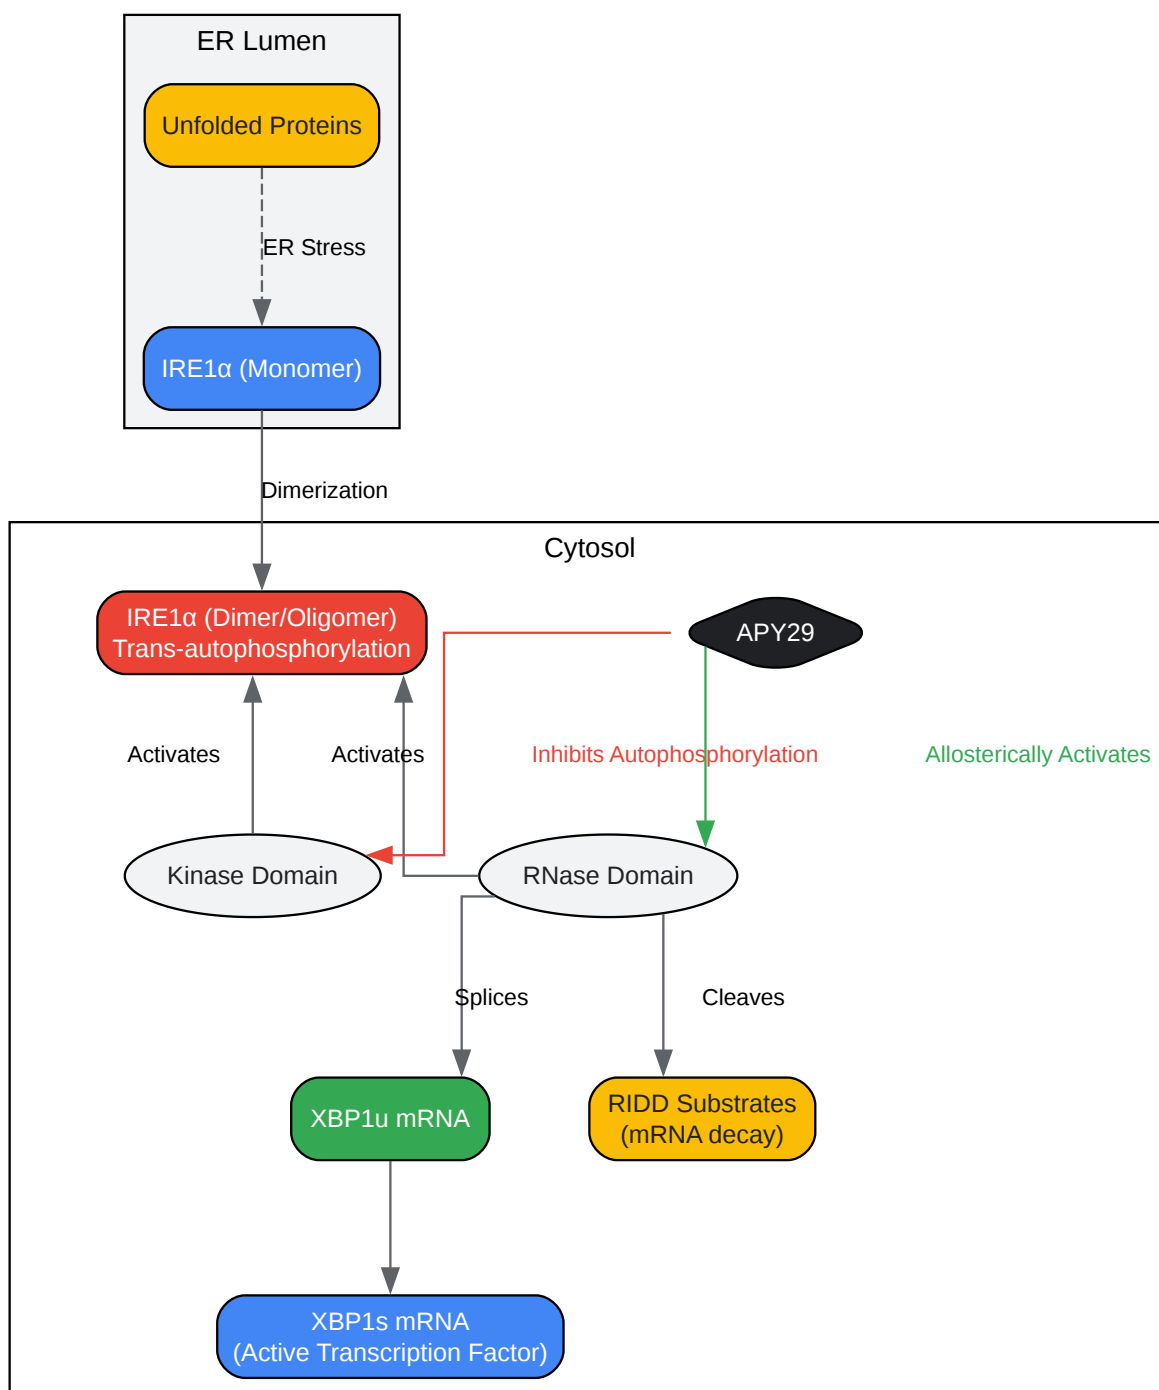 ER Lumen
Unfolded Proteins
ER Stress
IRE1α (Monomer)
Dimerization
Cytosol
IRE1α (Dimer/Oligomer)
Trans-autophosphorylation
APY29
Activates
Activates
Inhibits Autophosphorylation
Allosterically Activates
Kinase Domain
RNase Domain
Splices
Cleaves
XBP1u mRNA
RIDD Substrates
(mRNA decay)
XBP1s mRNA
(Active Transcription Factor)